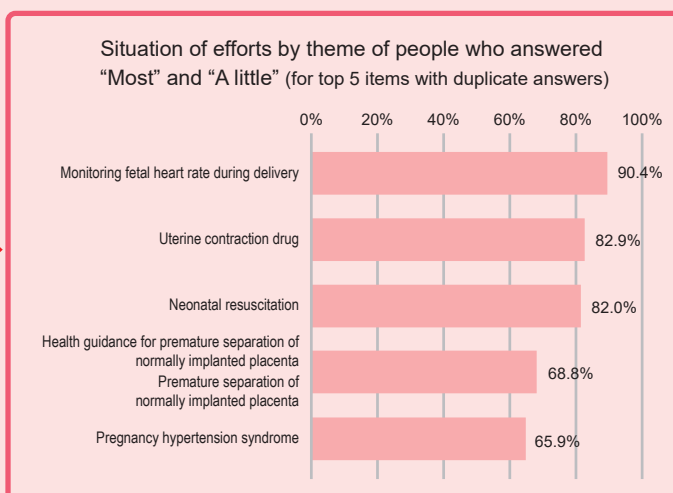 Situation of efforts by theme of people who answered
“Most” and “A little” (for top 5 items with duplicate answers)
0% 20% 40% 60% 80% 100%
Monitoring fetal heart rate during delivery 90.4%
Uterine contraction drug 82.9%
Neonatal resuscitation 82.0%
Health guidance for premature separation of
normally implanted placenta
Premature separation of
normally implanted placenta
68.8%
Pregnancy hypertension syndrome 65.9%